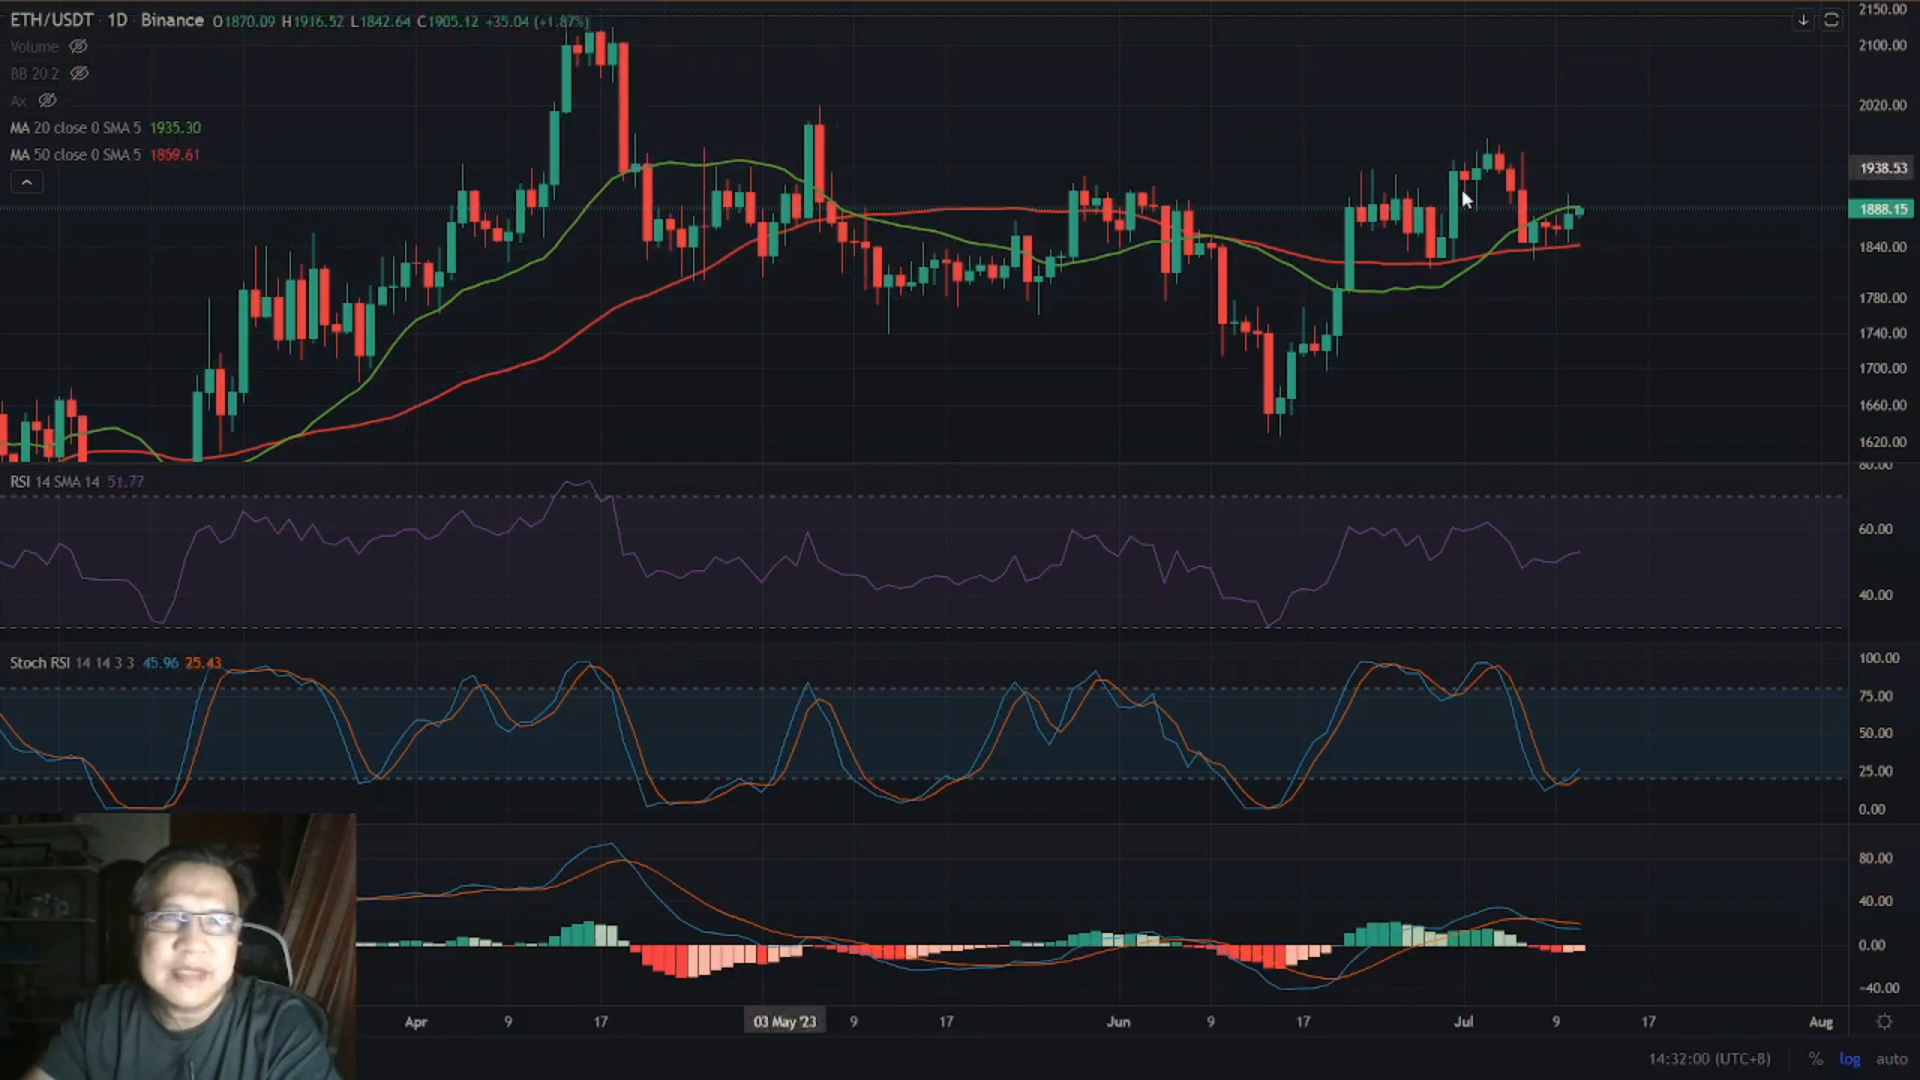 ETH/USDT · 1D · Binance O1870.09 H1916.52 L1842.64 C1905.12 +35.04 (+1.87%)
Volume
BB 20 2
Ax
MA 20 close 0 SMA 5 1935.30
MA 50 close 0 SMA 5 1859.61
2150.00
2100.00
2020.00
1938.53
1888.15
1840.00
1780.00
1740.00
1700.00
1660.00
1620.00
RSI 14 SMA 14 51.77
80.00
60.00
40.00
Stoch RSI 14 14 3 3 45.96 25.43
100.00
75.00
50.00
25.00
0.00
80.00
40.00
0.00
-40.00
Apr 9 17 03 May '23 9 17 Jun 9 17 Jul 9 17 Aug
14:32:00 (UTC+8) % log auto